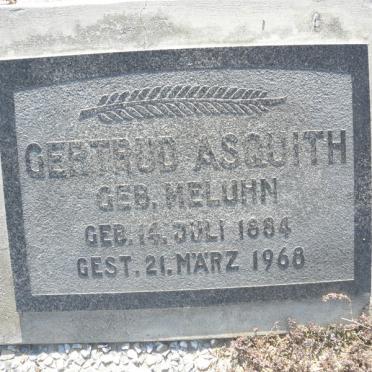 GERTRUD ASQUITH
GEB. MELUHN
GEB. 14. JULI 1884
GEST. 21. MÄRZ 1968